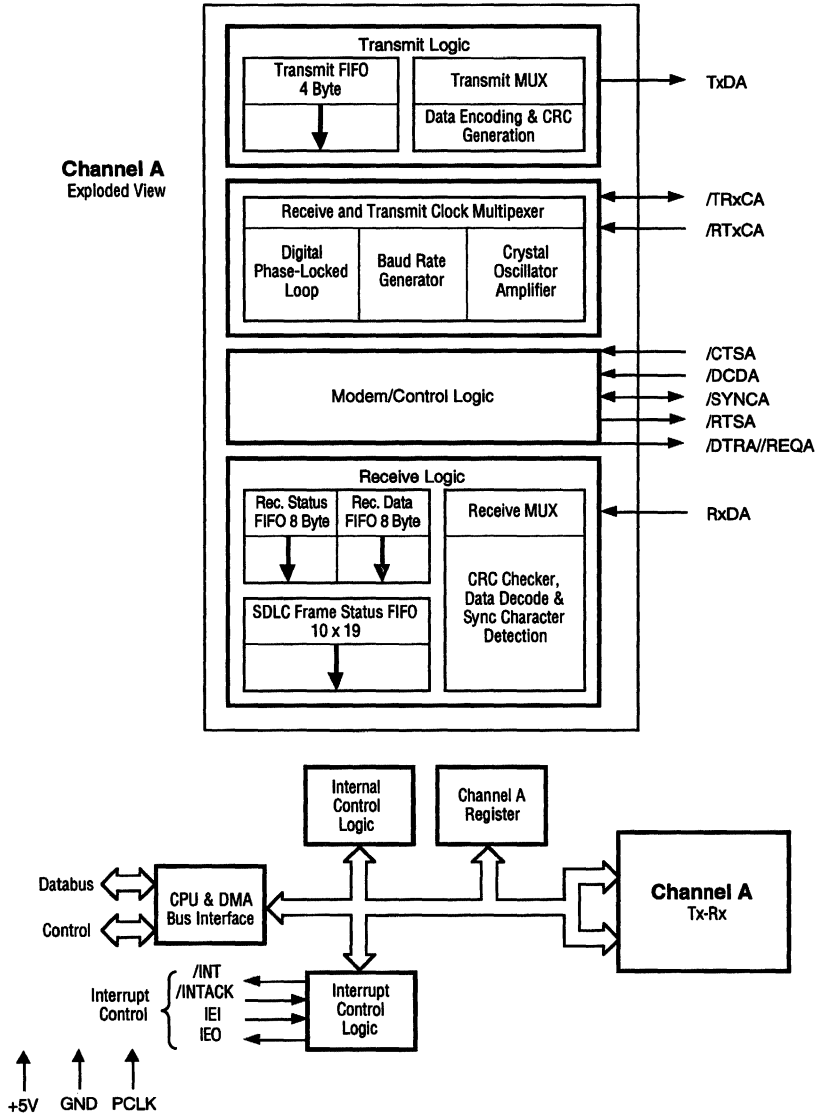 Transmit Logic
Transmit FIFO
4 Byte
Transmit MUX
Data Encoding & CRC
Generation
TxDA
Channel A
Exploded View
Receive and Transmit Clock Multipexer
Digital
Phase-Locked
Loop
Baud Rate
Generator
Crystal
Oscillator
Amplifier
/TRxCA
/RTxCA
Modem/Control Logic
/CTSA
/DCDA
/SYNCA
/RTSA
/DTRA//REQA
Receive Logic
Rec. Status
FIFO 8 Byte
Rec. Data
FIFO 8 Byte
Receive MUX
CRC Checker,
Data Decode &
Sync Character
Detection
SDLC Frame Status FIFO
10 x 19
RxDA
Internal
Control
Logic
Channel A
Register
Databus
Control
CPU & DMA
Bus Interface
Channel A
Tx-Rx
Interrupt
Control
/INT
/INTACK
IEI
IEO
Interrupt
Control
Logic
+5V
GND
PCLK